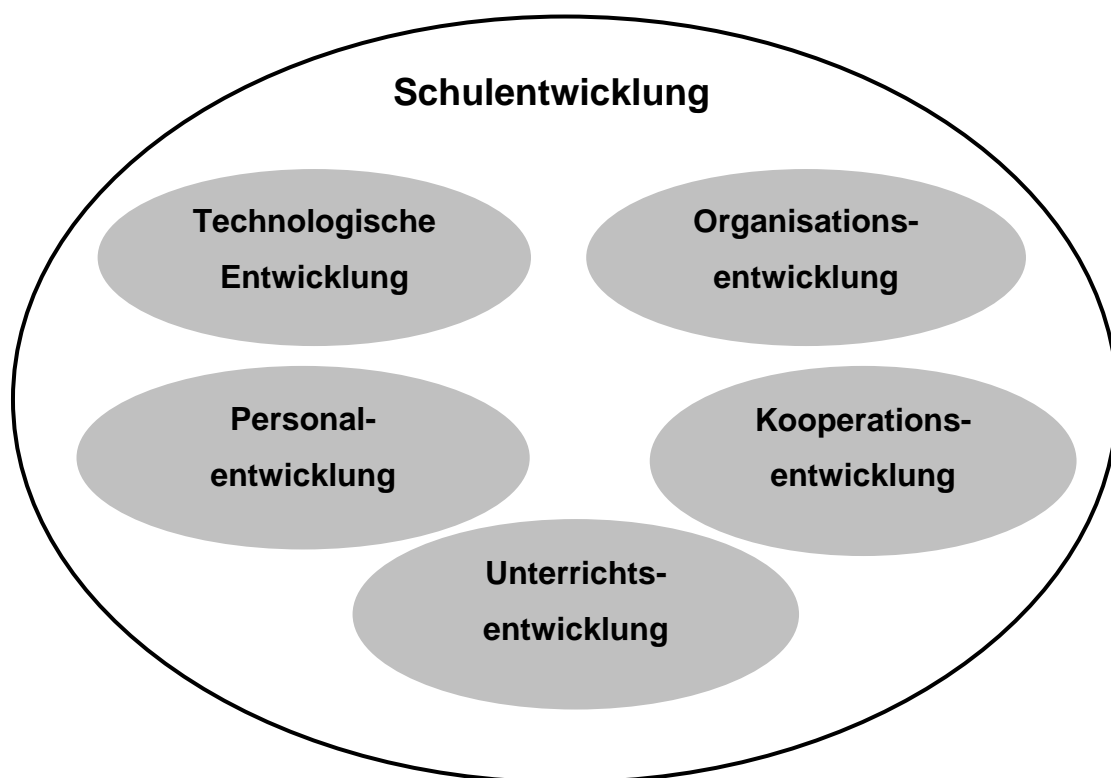 Schulentwicklung
Technologische
Entwicklung
Organisations-
entwicklung
Personal-
entwicklung
Kooperations-
entwicklung
Unterrichts-
entwicklung